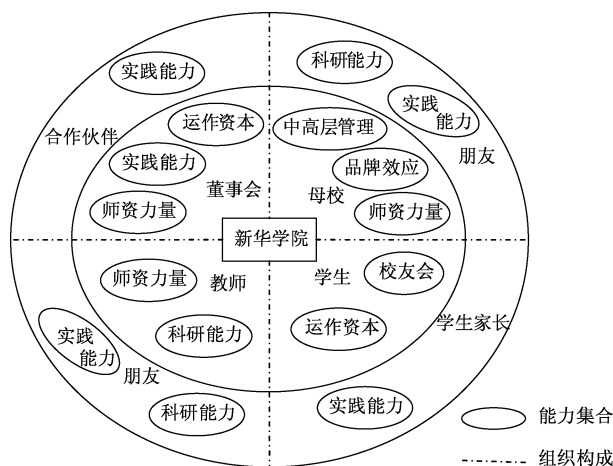 科研能力
实践能力
实践
能力
运作资本
中高层管理
合作伙伴
朋友
实践能力
品牌效应
董事会
母校
师资力量
师资力量
新华学院
师资力量
教师
学生
校友会
科研能力
运作资本
学生家长
实践
能力
朋友
科研能力
实践能力
能力集合
组织构成